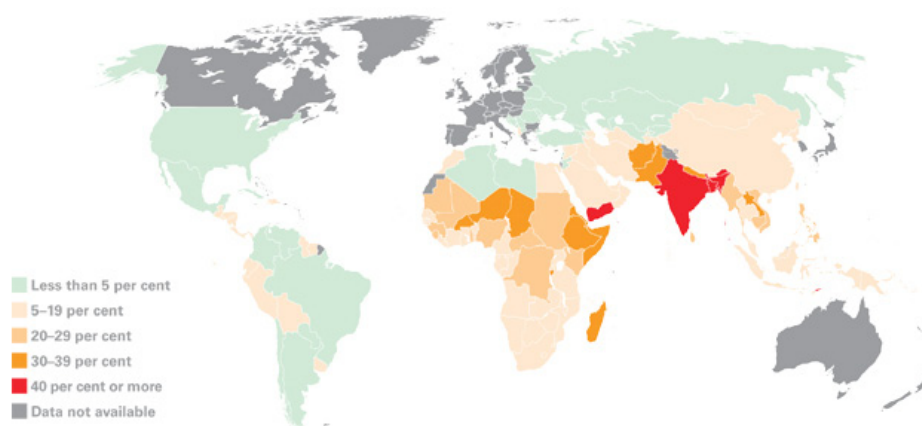 Less than 5 per cent
5–19 per cent
20–29 per cent
30–39 per cent
40 per cent or more
Data not available